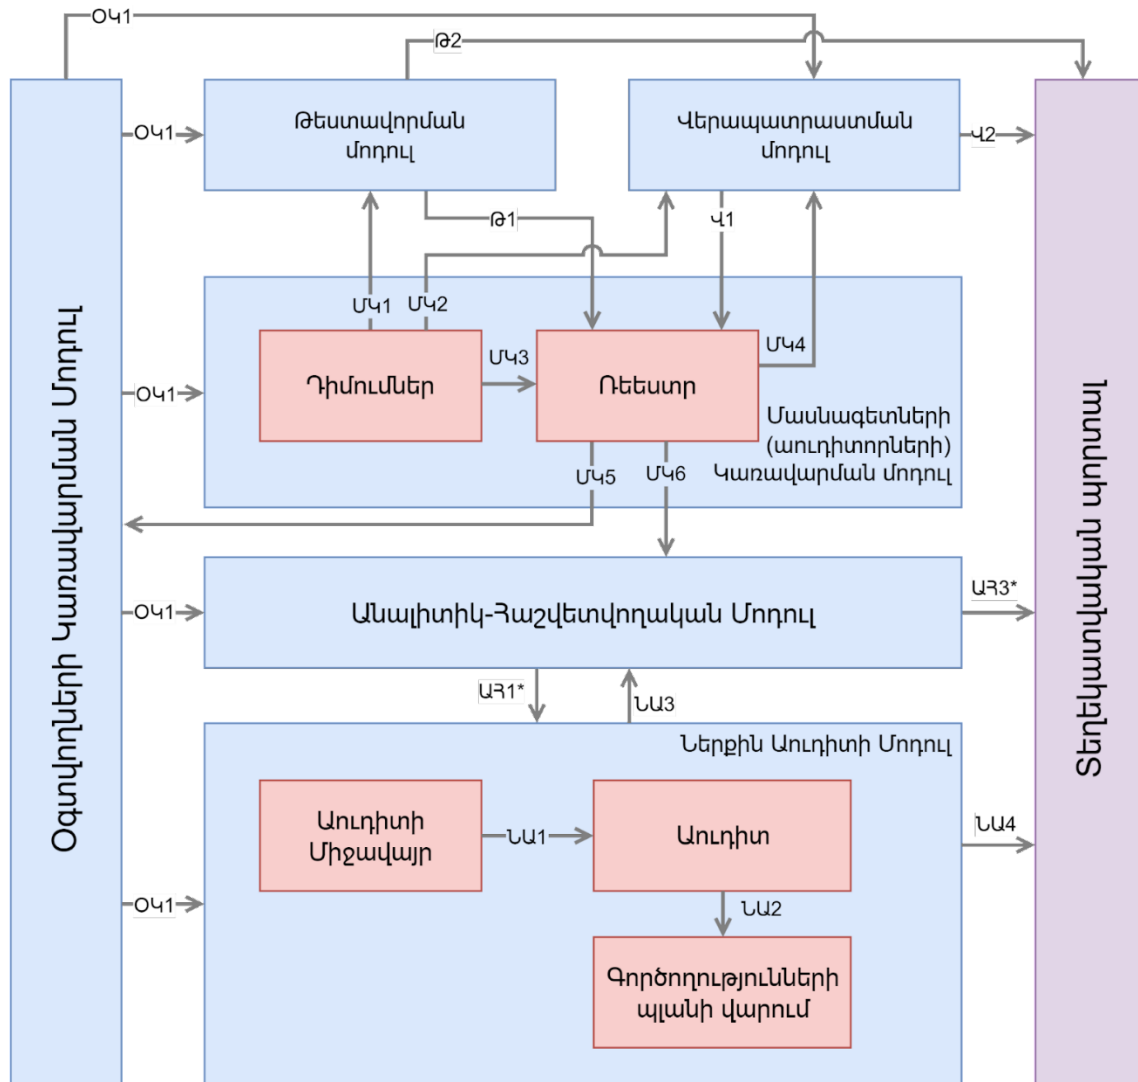 ՕԿ1
Թ2
ՕԿ1
Թեստավորման
մոդուլ
Վերապատրաստման
մոդուլ
Վ2
Թ1
Վ1
ՄԿ1
ՄԿ2
Դիմումներ
ՄԿ3
Ռեեստր
ՄԿ4
ՕԿ1
Մասնագետների
(աուդիտորների)
Կառավարման մոդուլ
ՄԿ5
ՄԿ6
Օգտվողների Կառավարման Մոդուլ
Տեղեկատվական դաշտում
ՕԿ1
Անալիտիկ-Հաշվետվողական Մոդուլ
ԱՀ3*
ԱՀ1*
ՆԱ3
Ներքին Աուդիտի Մոդուլ
Աուդիտի
Միջավայր
ՆԱ1
Աուդիտ
ՆԱ4
ՕԿ1
ՆԱ2
Գործողությունների
պլանի վարում